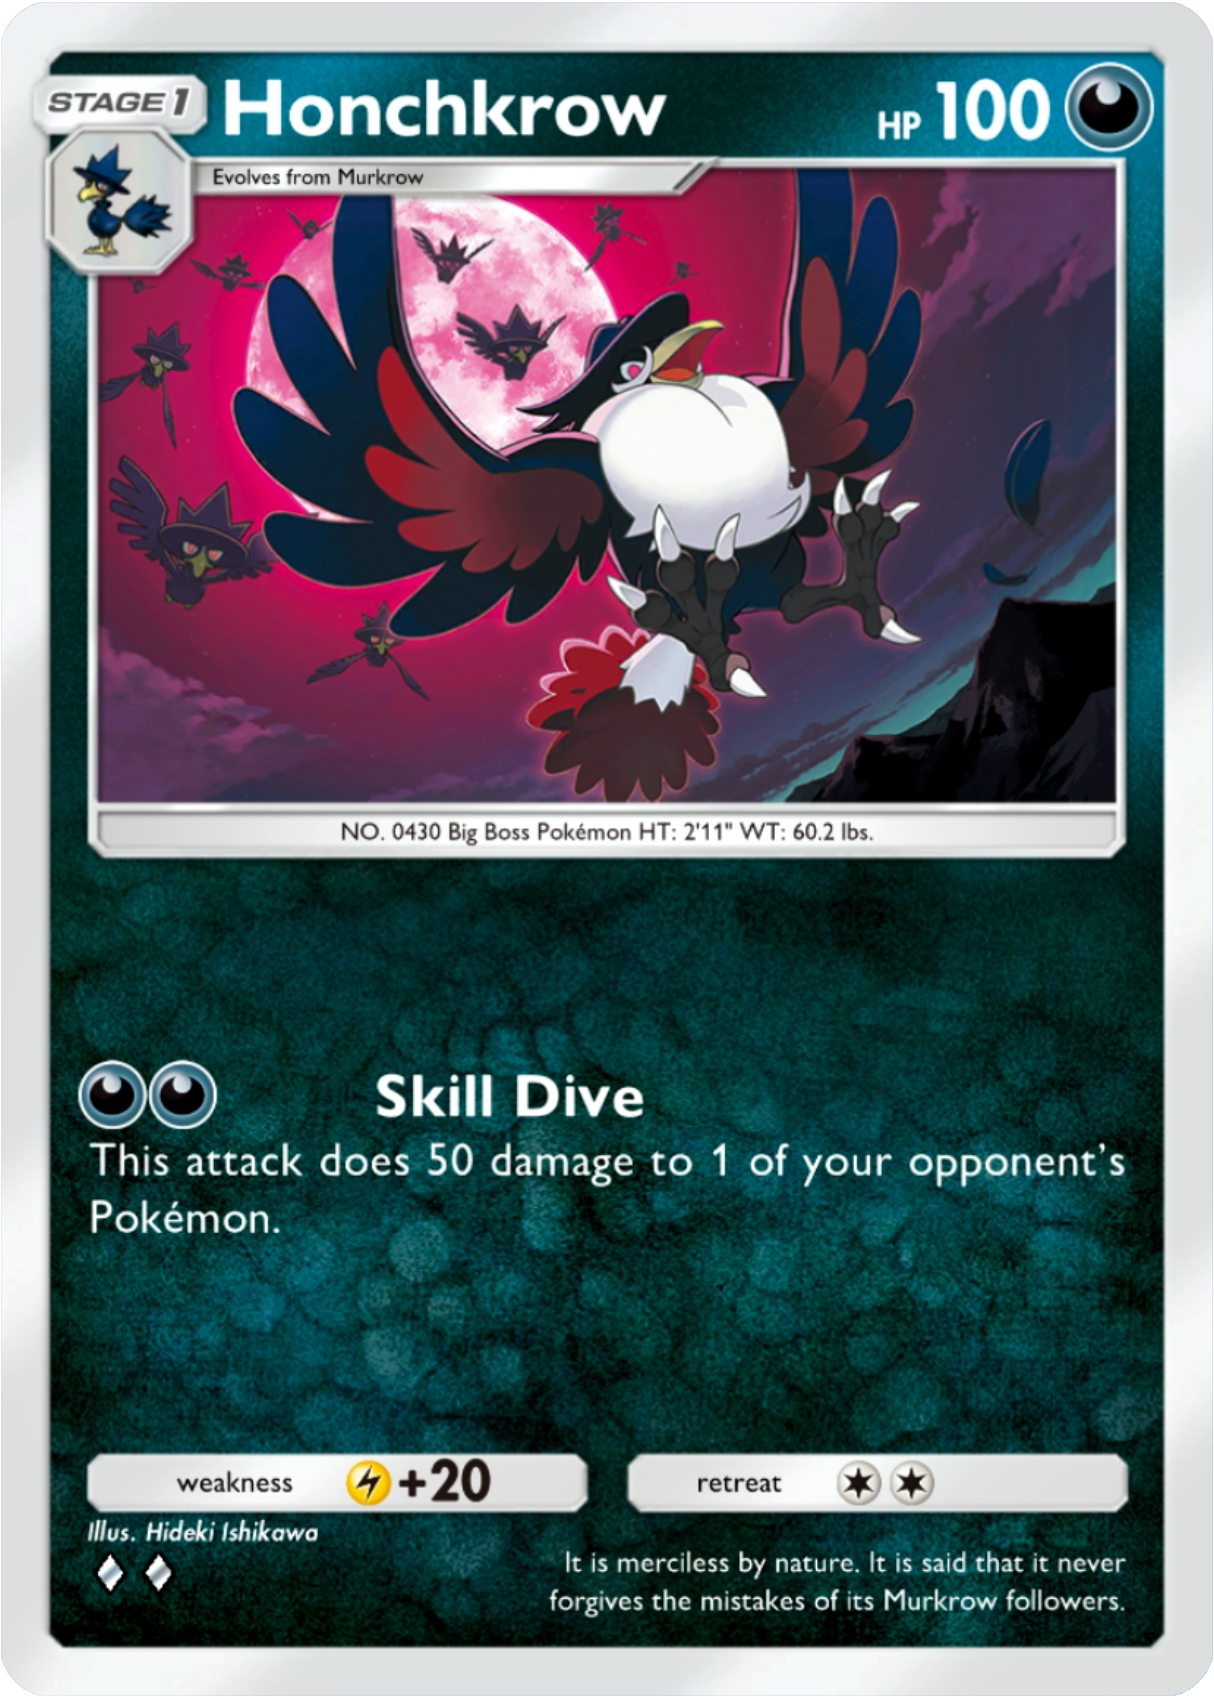 STAGE 1 Honchkrow HP 100
Evolves from Murkrow
NO. 0430 Big Boss Pokémon HT: 2'11" WT: 60.2 lbs.
Skill Dive
This attack does 50 damage to 1 of your opponent's
Pokémon.
weakness +20 retreat
Illus. Hideki Ishikawa
It is merciless by nature. It is said that it never
forgives the mistakes of its Murkrow followers.